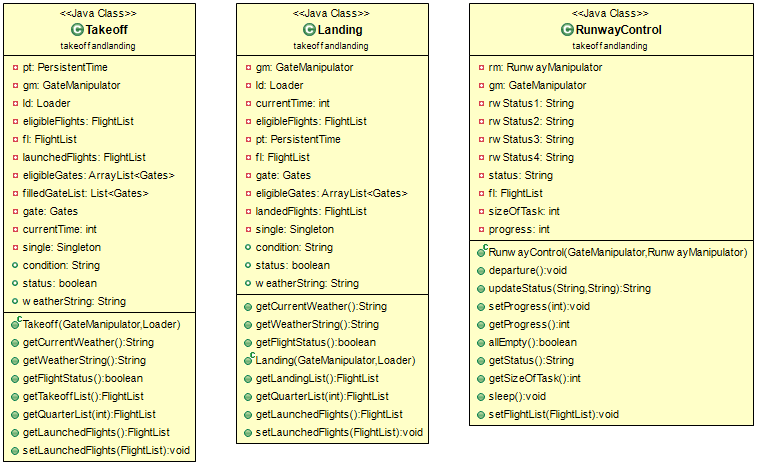 <<Java Class>>
Takeoff
takeoffandlanding
pt: PersistentTime
gm: GateManipulator
ld: Loader
eligibleFlights: FlightList
fl: FlightList
launchedFlights: FlightList
eligibleGates: ArrayList<Gates>
filledGateList: List<Gates>
gate: Gates
currentTime: int
single: Singleton
condition: String
status: boolean
weatherString: String
Takeoff(GateManipulator,Loader)
getCurrentWeather():String
getWeatherString():String
getFlightStatus():boolean
getTakeoffList():FlightList
getQuarterList(int):FlightList
getLaunchedFlights():FlightList
setLaunchedFlights(FlightList):void
<<Java Class>>
Landing
takeoffandlanding
gm: GateManipulator
ld: Loader
currentTime: int
eligibleFlights: FlightList
pt: PersistentTime
fl: FlightList
gate: Gates
eligibleGates: ArrayList<Gates>
landedFlights: FlightList
single: Singleton
condition: String
status: boolean
weatherString: String
getCurrentWeather():String
getWeatherString():String
getFlightStatus():boolean
Landing(GateManipulator,Loader)
getLandingList():FlightList
getQuarterList(int):FlightList
getLaunchedFlights():FlightList
setLaunchedFlights(FlightList):void
<<Java Class>>
RunwayControl
takeoffandlanding
rm: RunwayManipulator
gm: GateManipulator
rwStatus1: String
rwStatus2: String
rwStatus3: String
rwStatus4: String
status: String
fl: FlightList
sizeOfTask: int
progress: int
RunwayControl(GateManipulator,RunwayManipulator)
departure():void
updateStatus(String,String):String
setProgress(int):void
getProgress():int
allEmpty():boolean
getStatus():String
getSizeOfTask():int
sleep():void
setFlightList(FlightList):void